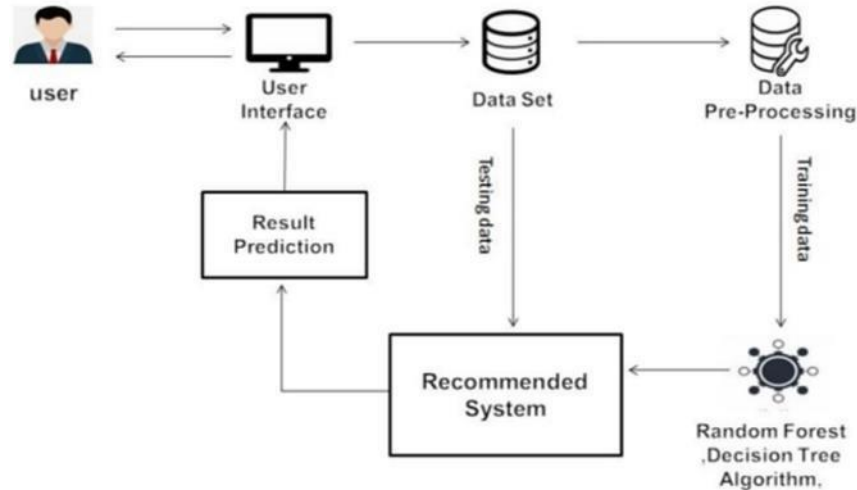 user
User
Interface
Data Set
Data
Pre-Processing
Testing data
Training data
Result
Prediction
Recommended
System
Random Forest
,Decision Tree
Algorithm,